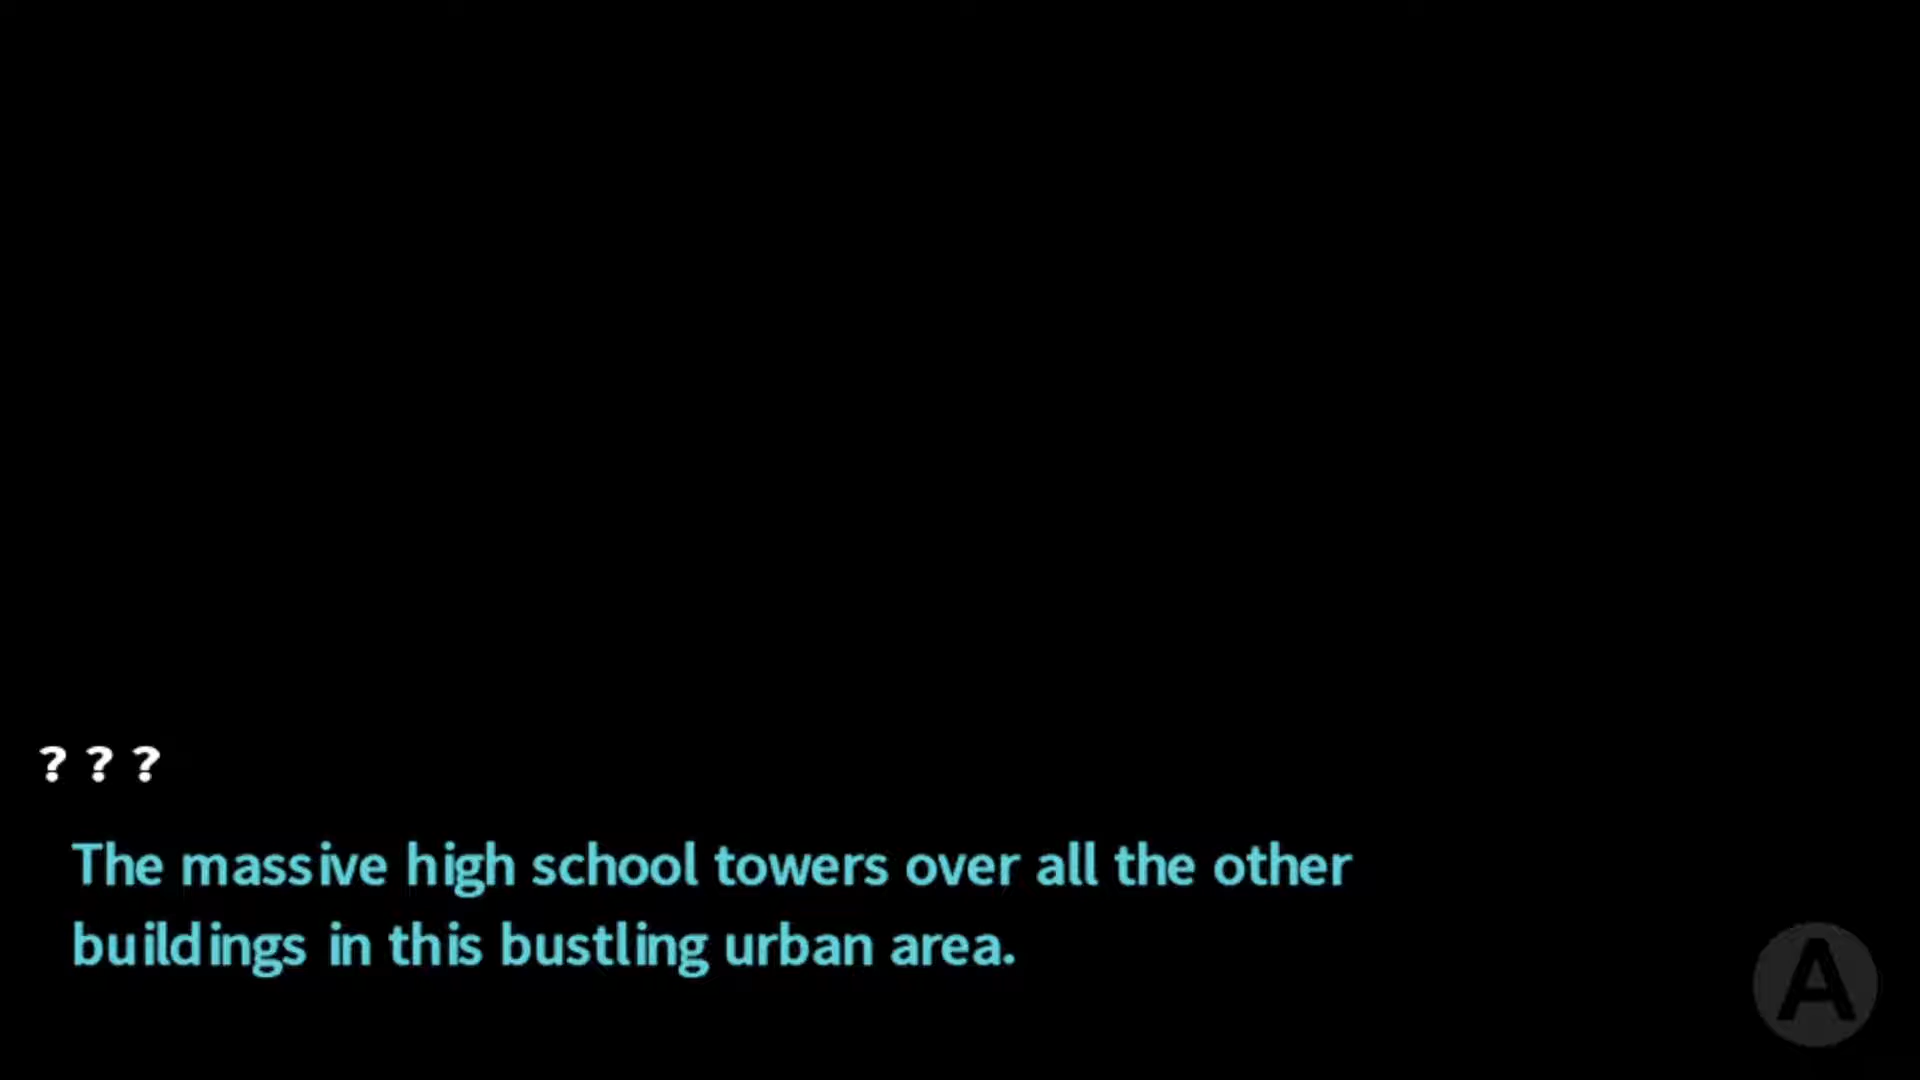 ? ? ?
The massive high school towers over all the other
buildings in this bustling urban area.
A